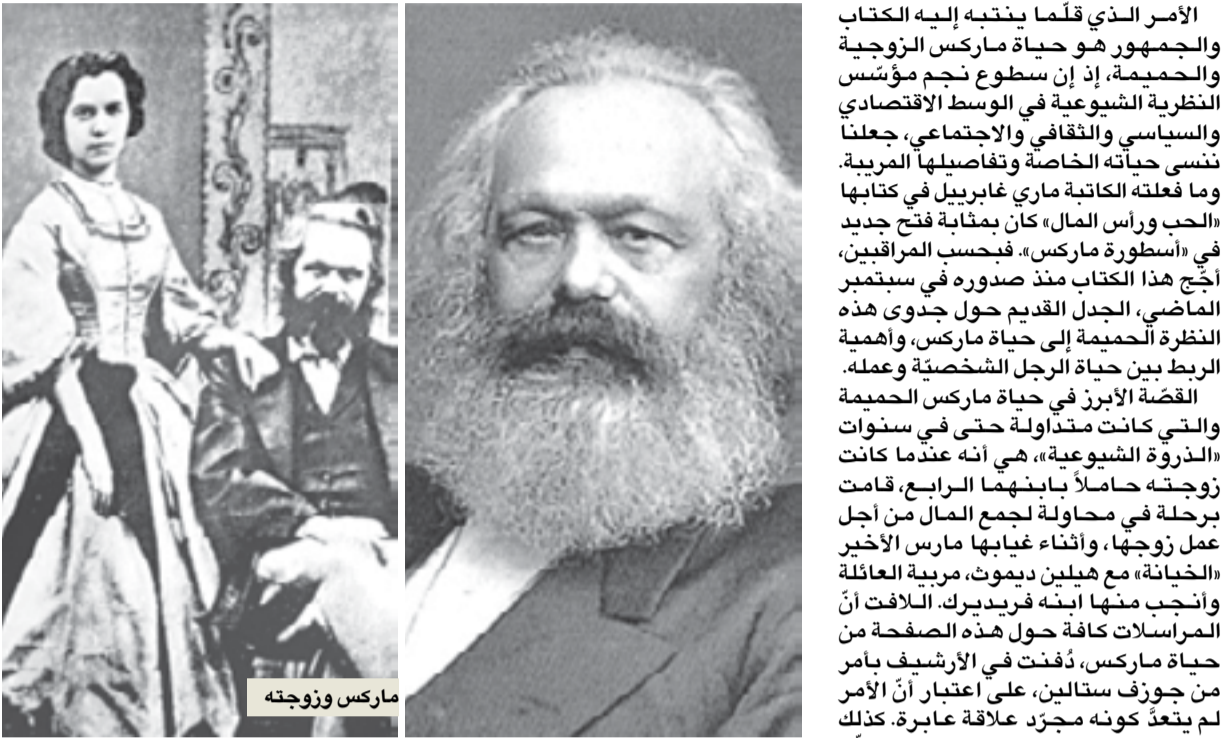 الأمر الذي قلّما ينتبه إليه الكتاب
والجمهور هو حياة ماركس الزوجية
والحميمة، إذ إن سطوع نجم مؤسّس
النظرية الشيوعية في الوسط الاقتصادي
والسياسي والثقافي والاجتماعي، جعلنا
ننسى حياته الخاصة وتفاصيلها المريبة.
وما فعلته الكاتبة ماري غابرييل في كتابها
«الحب ورأس المال» كان بمثابة فتح جديد
في «أسطورة ماركس». فبحسب المراقبين،
أجّج هذا الكتاب منذ صدوره في سبتمبر
الماضي، الجدل القديم حول جدوى هذه
النظرة الحميمة إلى حياة ماركس، وأهمية
الربط بين حياة الرجل الشخصيّة وعمله.
القصّة الأبرز في حياة ماركس الحميمة
والتي كانت متداولة حتى في سنوات
«الذروة الشيوعية»، هي أنه عندما كانت
زوجته حاملاً بابنهما الرابع، قامت
برحلة في محاولة لجمع المال من أجل
عمل زوجها، وأثناء غيابها مارس الأخير
«الخيانة» مع هيلين ديموث، مربية العائلة
وأنجب منها ابنه فريديرك. اللافت أنّ
المراسلات كافة حول هذه الصفحة من
حياة ماركس، دُفنت في الأرشيف بأمر
من جوزف ستالين، على اعتبار أنّ الأمر
لم يتعدَّ كونه مجرّد علاقة عابرة. كذلك
ماركس وزوجته